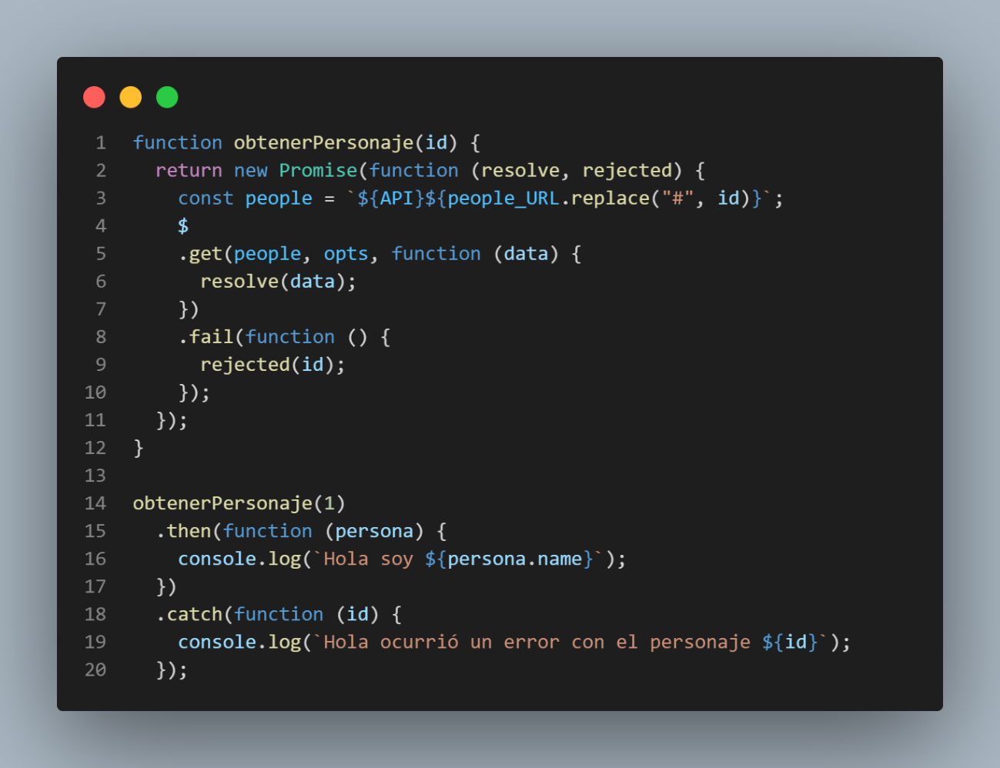 1 function obtenerPersonaje(id) {
2   return new Promise(function (resolve, rejected) {
3     const people = `${API}${people_URL.replace("#", id)}`;
4     $
5     .get(people, opts, function (data) {
6       resolve(data);
7     })
8     .fail(function () {
9       rejected(id);
10     });
11   });
12 }
13
14 obtenerPersonaje(1)
15   .then(function (persona) {
16     console.log(`Hola soy ${persona.name}`);
17   })
18   .catch(function (id) {
19     console.log(`Hola ocurrió un error con el personaje ${id}`);
20   });